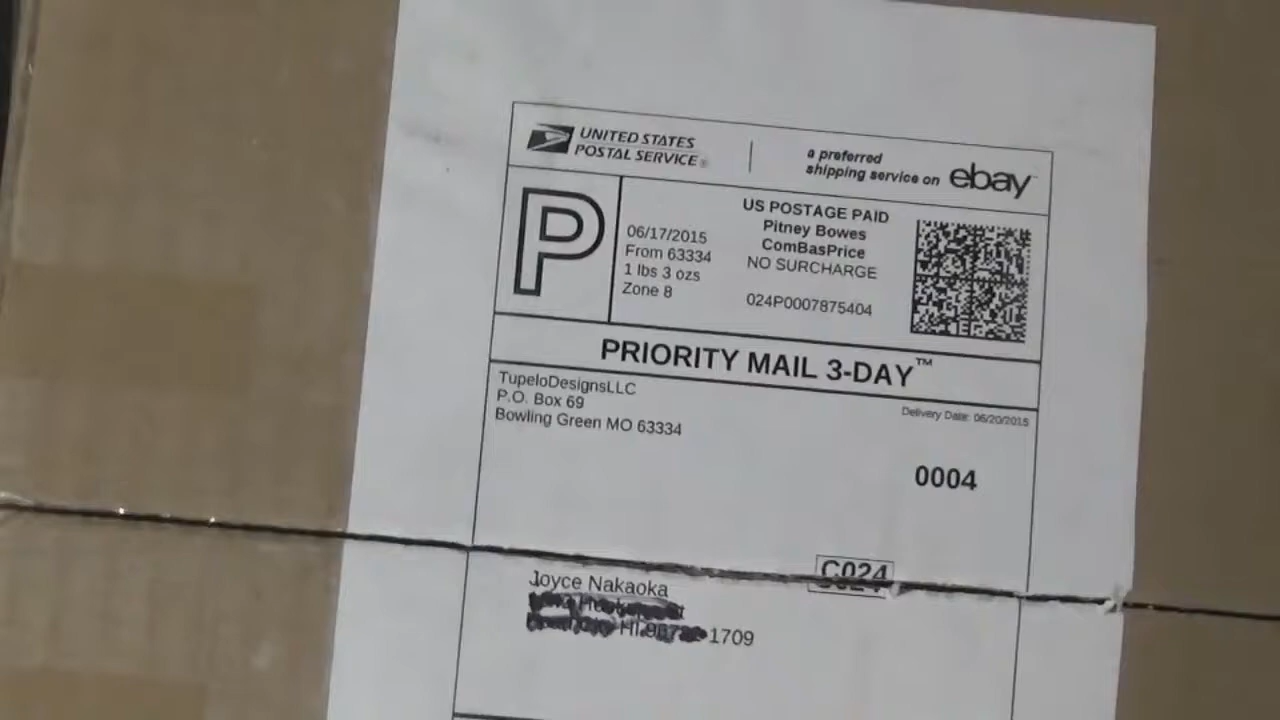 UNITED STATES
POSTAL SERVICE®
a preferred
shipping service on ebay™
P
06/17/2015
From 63334
1 lbs 3 ozs
Zone 8
US POSTAGE PAID
Pitney Bowes
ComBasPrice
NO SURCHARGE
024P0007875404
PRIORITY MAIL 3-DAY™
TupeloDesignsLLC
P.O. Box 69
Bowling Green MO 63334
Delivery Date: 06/20/2015
0004
C024
Joyce Nakaoka
HI 1709